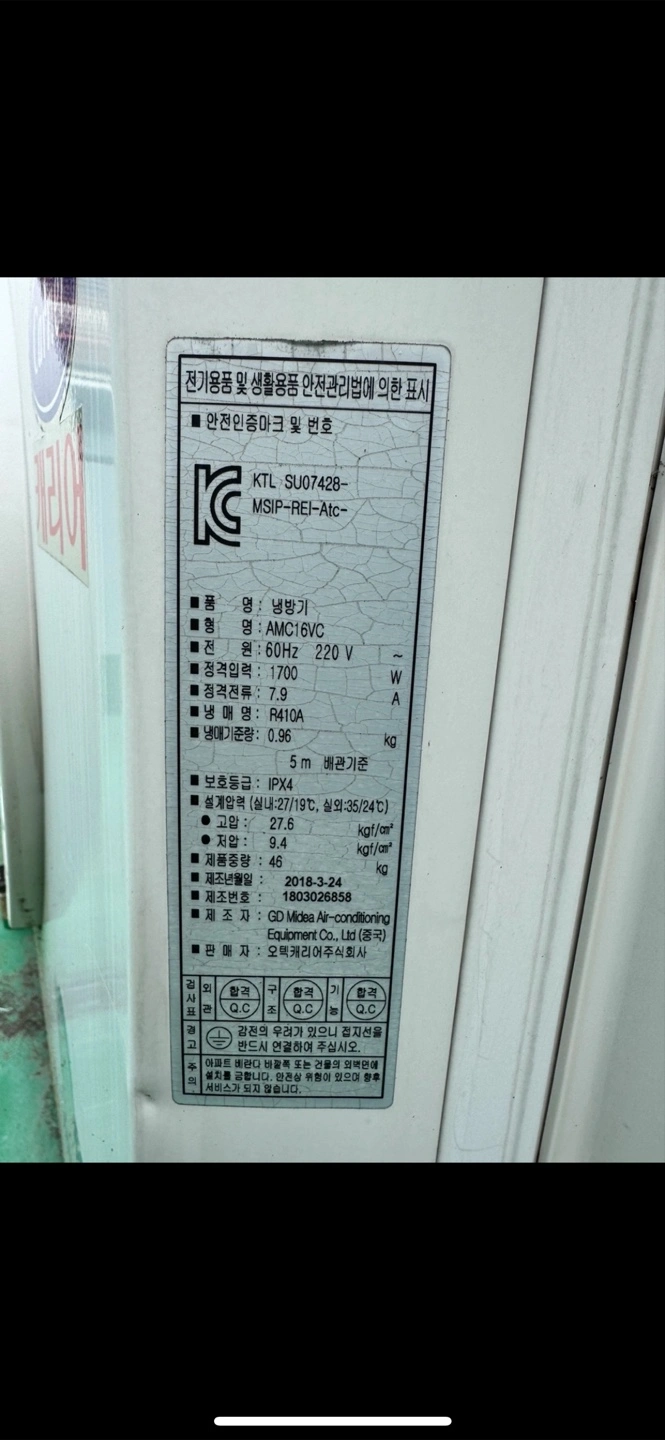 전기용품 및 생활용품 안전관리법에 의한 표시
■ 안전인증마크 및 번호
KTL SU07428-
MSIP-REI-Atc-
■ 품 명 : 냉방기
■ 형 명 : AMC16VC
■ 전 원 : 60Hz 220 V ~
■ 정격입력 : 1700 W
■ 정격전류 : 7.9 A
■ 냉 매 명 : R410A
■ 냉매기준량 : 0.96 kg
5 m 배관기준
■ 보호등급 : IPX4
■ 설계압력 (실내:27/19℃, 실외:35/24℃)
● 고압 : 27.6 kgf/㎠
● 저압 : 9.4 kgf/㎠
■ 제품중량 : 46 kg
■ 제조년월일 : 2018-3-24
■ 제조번호 : 1803026858
■ 제 조 자 : GD Midea Air-conditioning
Equipment Co., Ltd (중국)
■ 판 매 자 : 오텍캐리어주식회사
검사표 외관 합격 Q.C 구조 합격 Q.C 기능 합격 Q.C
경고 감전의 우려가 있으니 접지선을
반드시 연결하여 주십시오.
주의 아파트 베란다 바깥쪽 또는 건물의 외벽면에
설치를 금합니다. 안전상 위험이 있으며 향후
서비스가 되지 않습니다.
캐리어